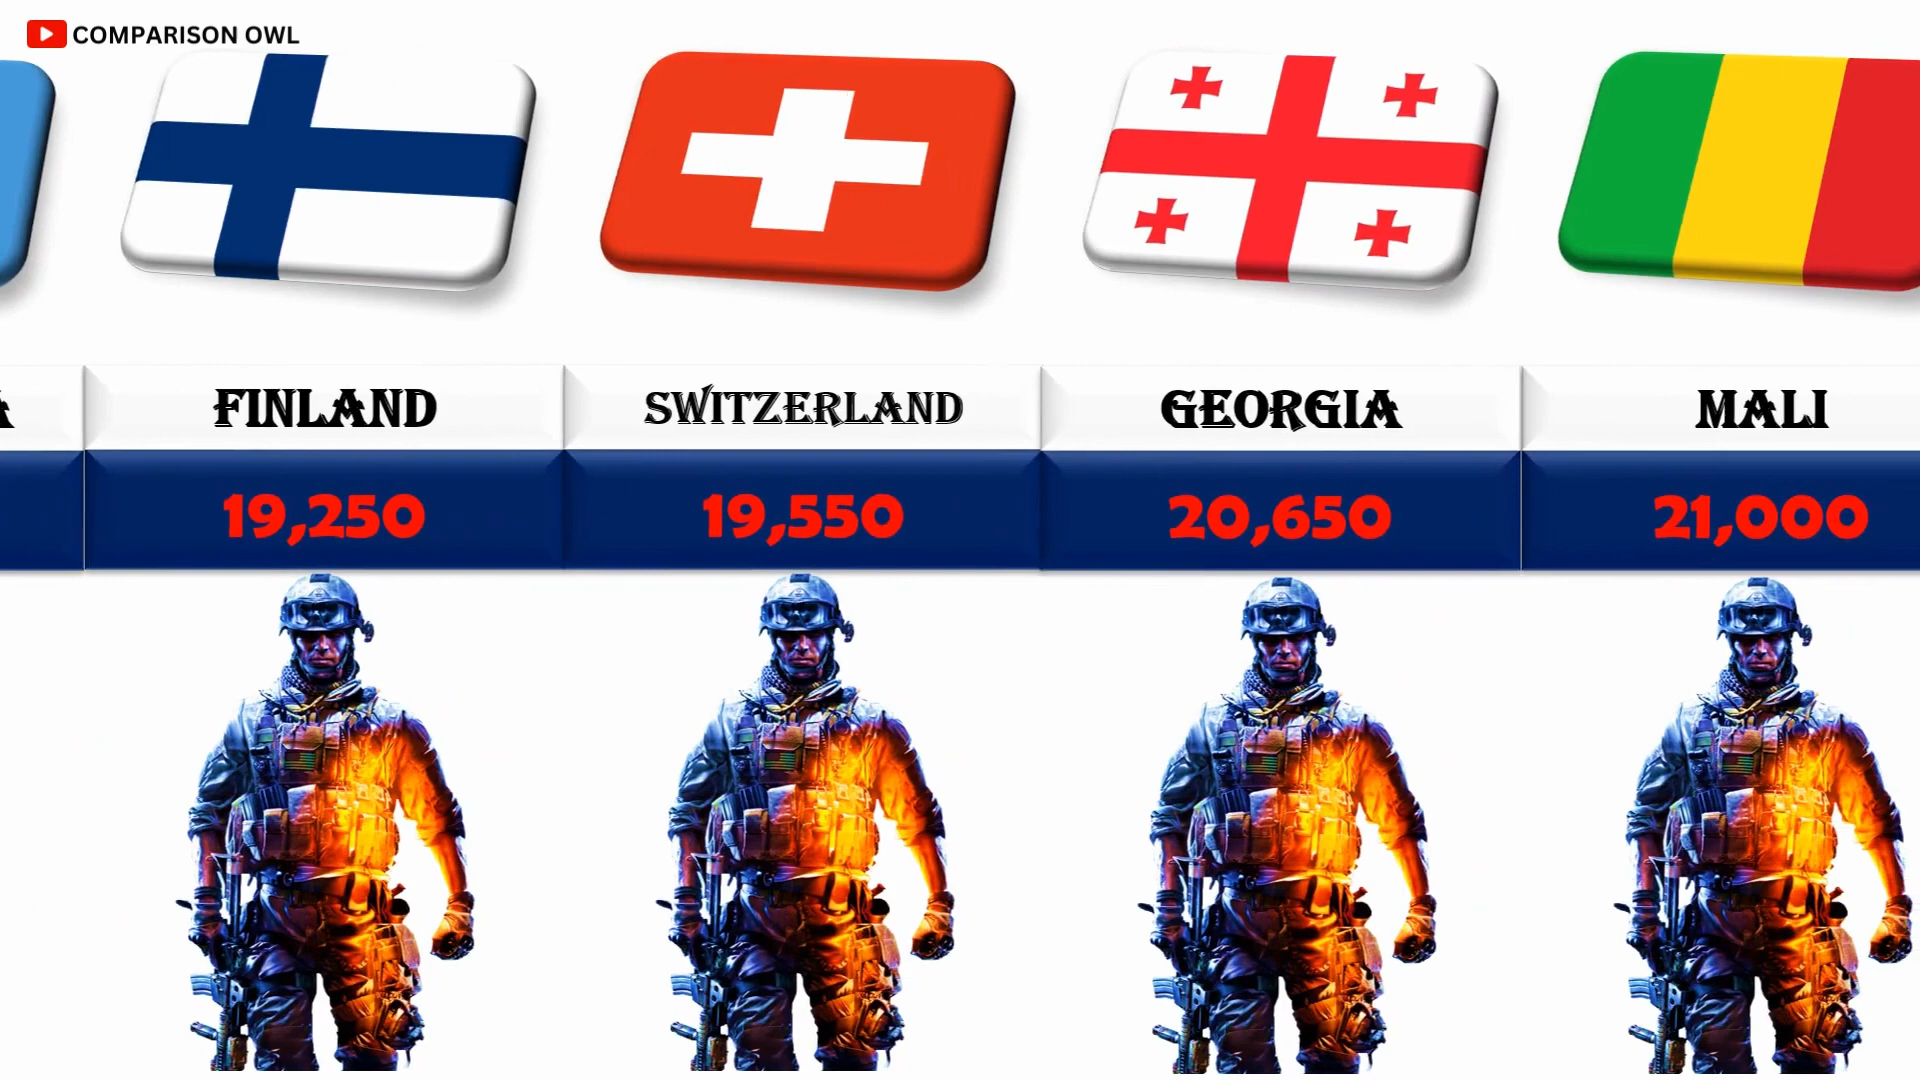 COMPARISON OWL
FINLAND
SWITZERLAND
GEORGIA
MALI
19,250
19,550
20,650
21,000